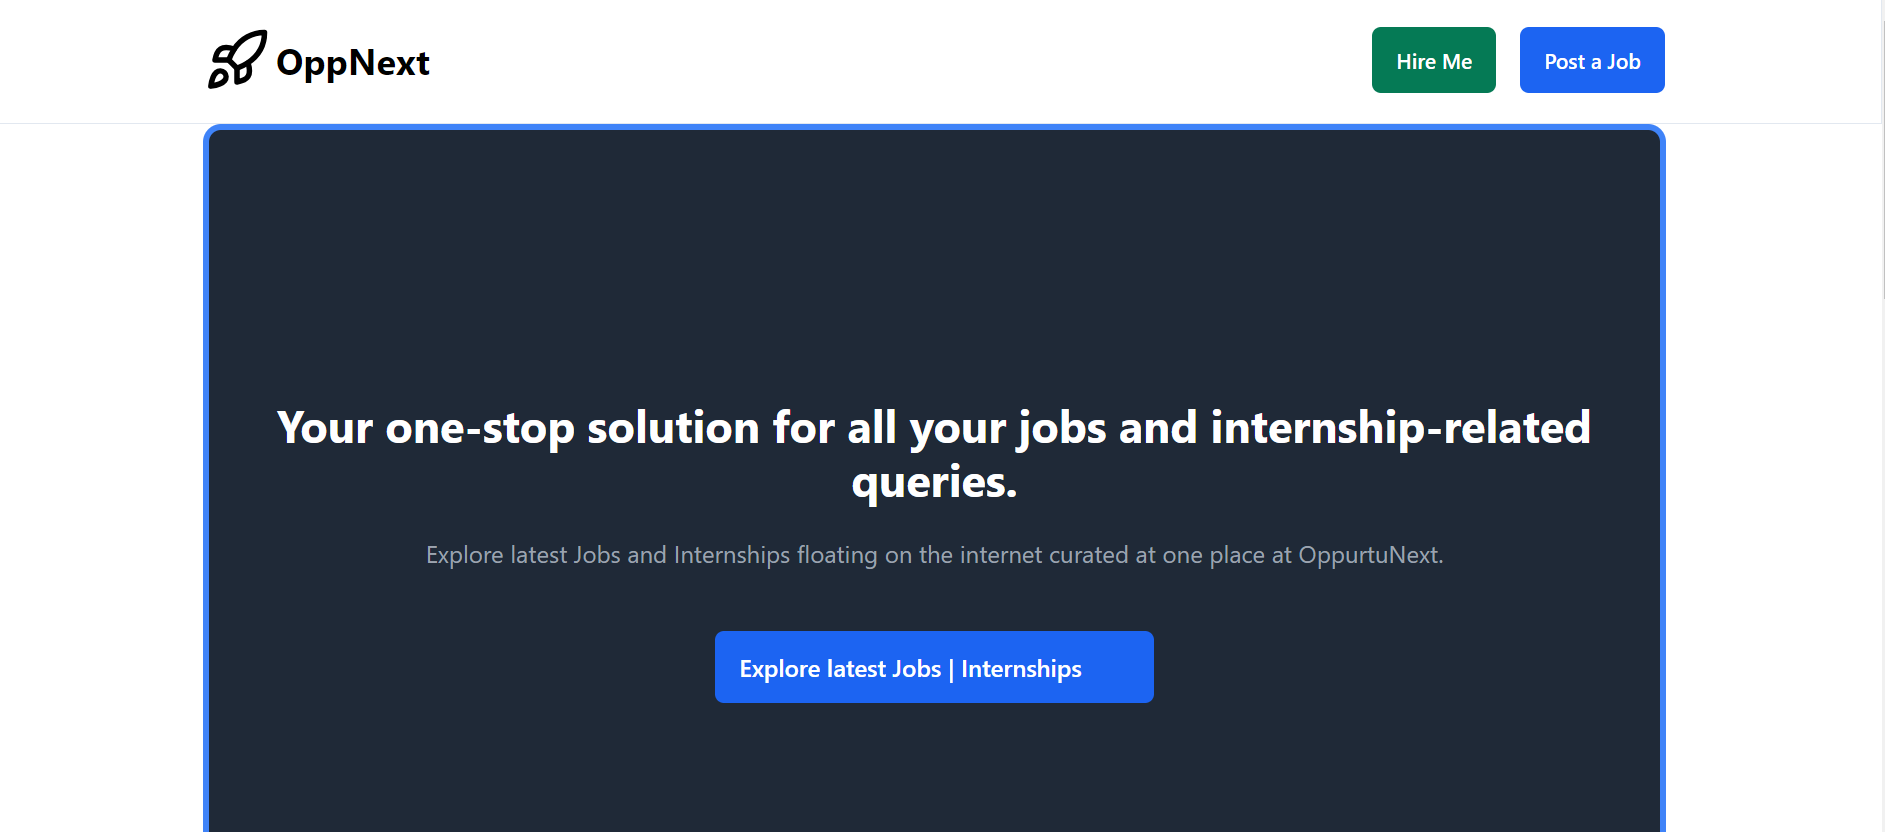 OppNext
Hire Me
Post a Job
Your one-stop solution for all your jobs and internship-related
queries.
Explore latest Jobs and Internships floating on the internet curated at one place at OppurtuNext.
Explore latest Jobs | Internships